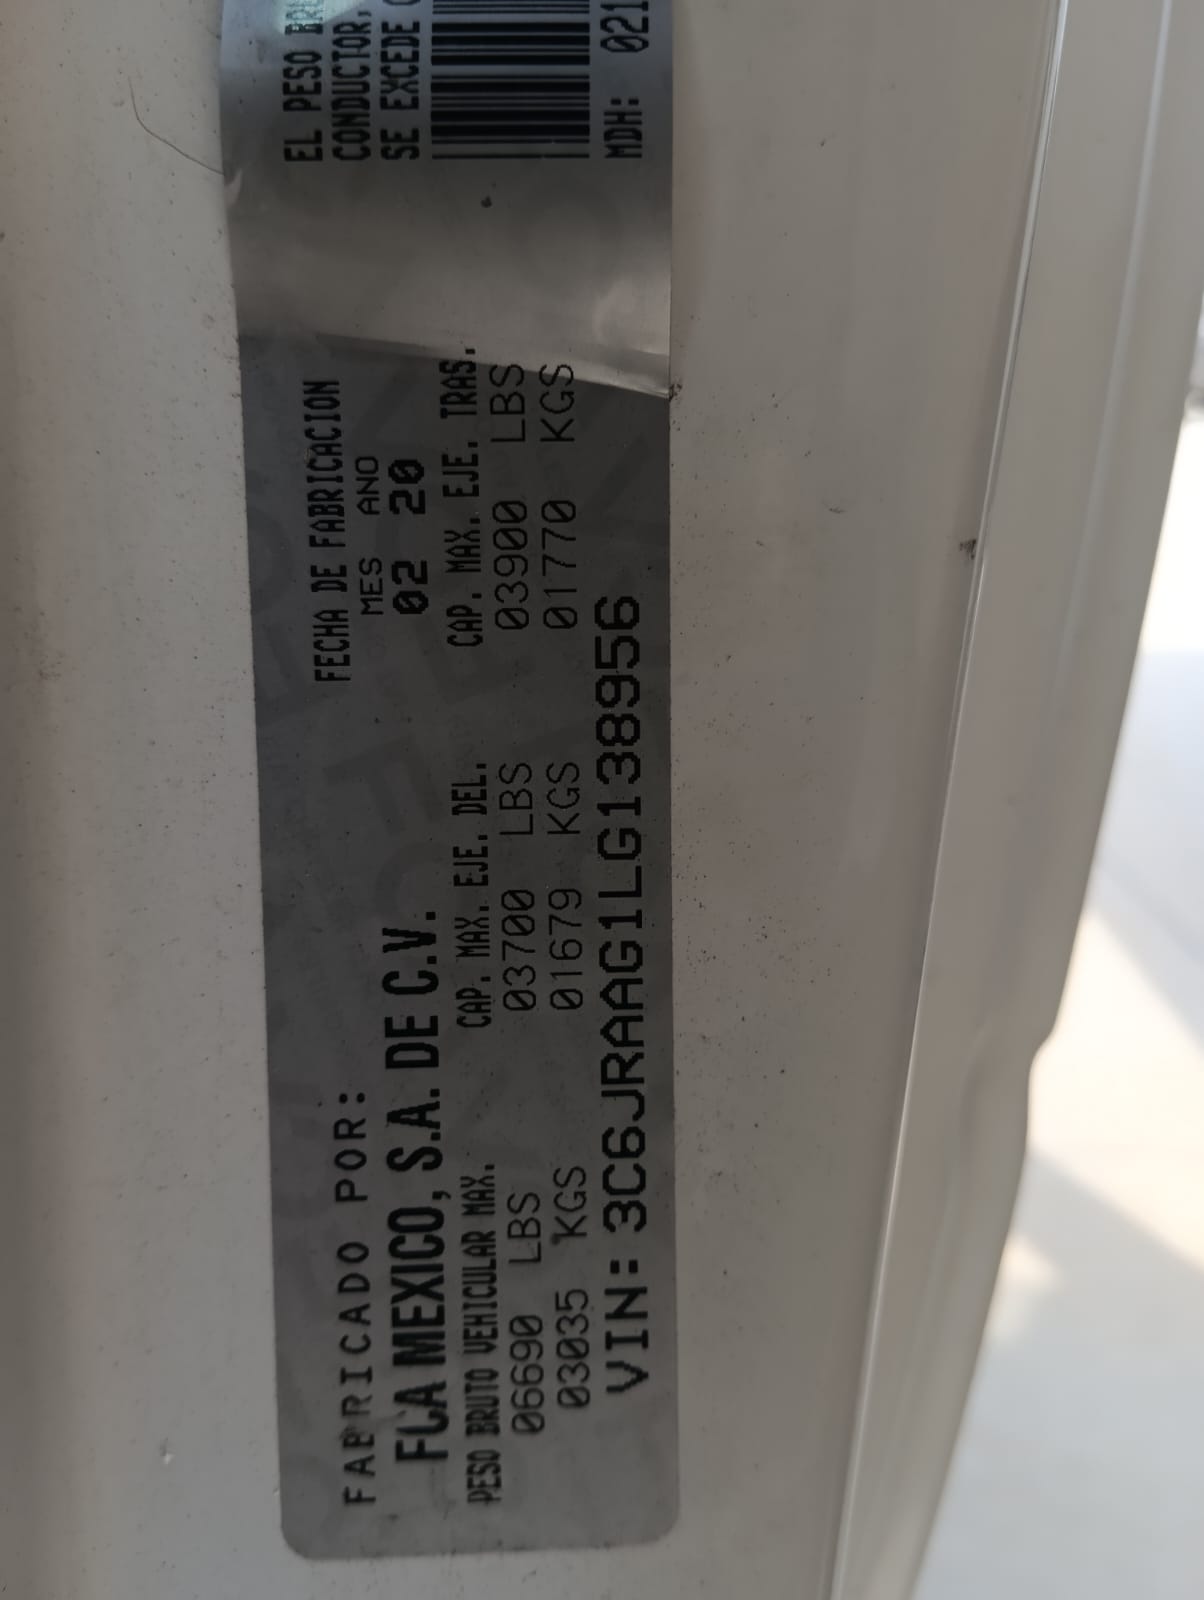 FABRICADO POR:
FCA MEXICO, S.A. DE C.V.
FECHA DE FABRICACION
MES ANO
02 20
PESO BRUTO VEHICULAR MAX.
06690 LBS
03035 KGS
CAP. MAX. EJE. DEL.
03700 LBS
01679 KGS
CAP. MAX. EJE. TRAS.
03900 LBS
01770 KGS
VIN: 3C6JRAAG1LG138956
EL PESO
CONDUCTOR,
SE EXCEDE
MDH: 021